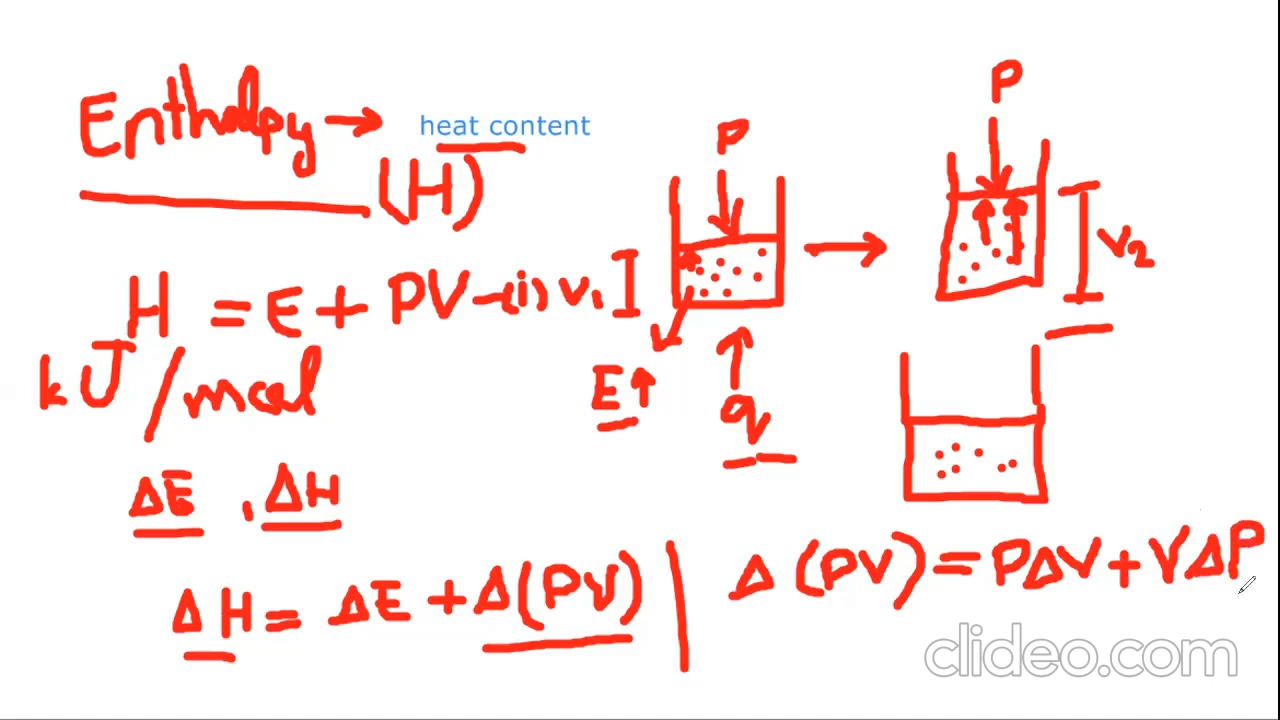 Enthalpy → heat content
(H)
H = E + PV -(i)
kJ/mol
ΔE , ΔH
ΔH = ΔE + Δ(PV)
P
V₁
E↑
q
P
V₂
Δ(PV) = PΔV + VΔP
clideo.com